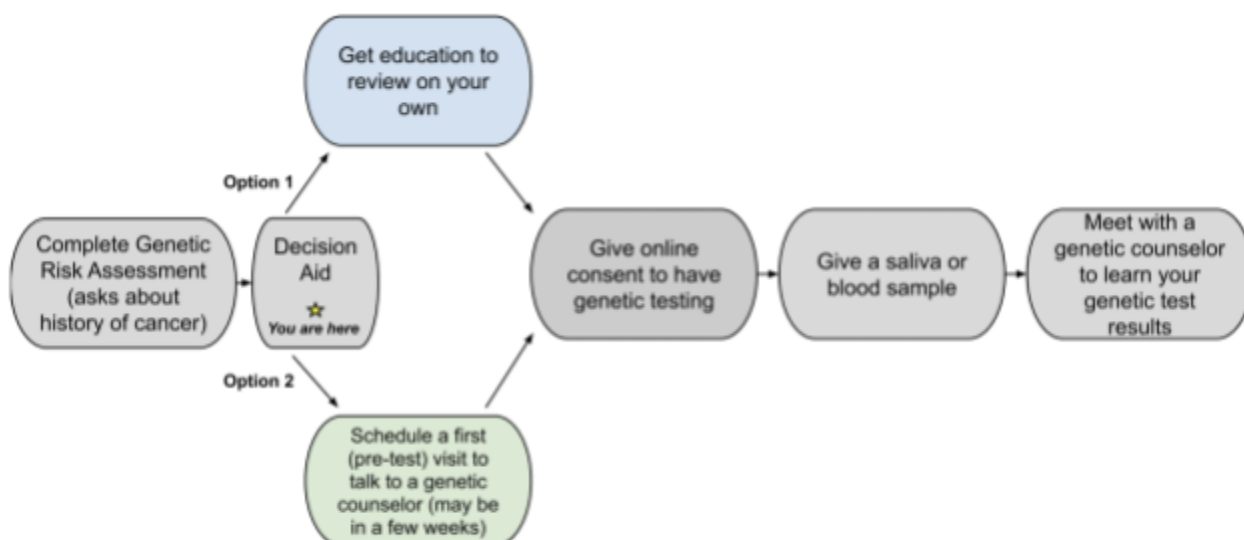 Get education to
review on your
own
Option 1
Complete Genetic
Risk Assessment
(asks about
history of cancer)
Decision
Aid
You are here
Option 2
Schedule a first
(pre-test) visit to
talk to a genetic
counselor (may be
in a few weeks)
Give online
consent to have
genetic testing
Give a saliva or
blood sample
Meet with a
genetic counselor
to learn your
genetic test
results